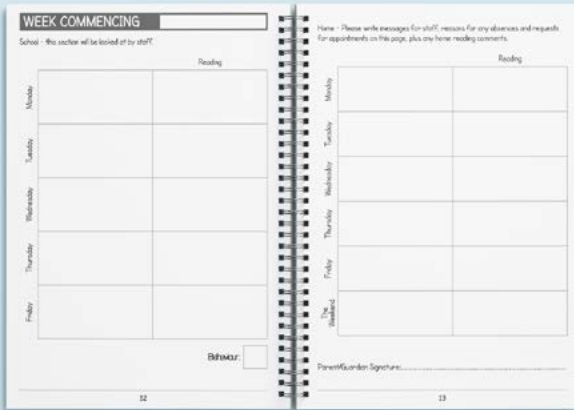 WEEK COMMENCING
School - this section will be looked at by staff.
Reading
Monday
Tuesday
Wednesday
Thursday
Friday
Behaviour:
52
Home - Please write messages for staff, reasons for any absences and requests
for appointments on this page, plus any home reading comments.
Reading
Monday
Tuesday
Wednesday
Thursday
Friday
The
Weekend
Parent/Guardian Signature:
13